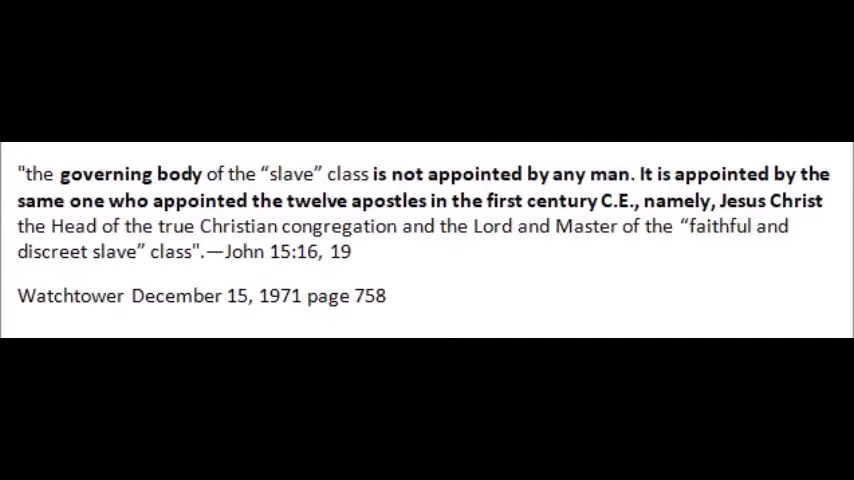 "the governing body of the “slave” class is not appointed by any man. It is appointed by the
same one who appointed the twelve apostles in the first century C.E., namely, Jesus Christ
the Head of the true Christian congregation and the Lord and Master of the “faithful and
discreet slave” class".—John 15:16, 19
Watchtower December 15, 1971 page 758